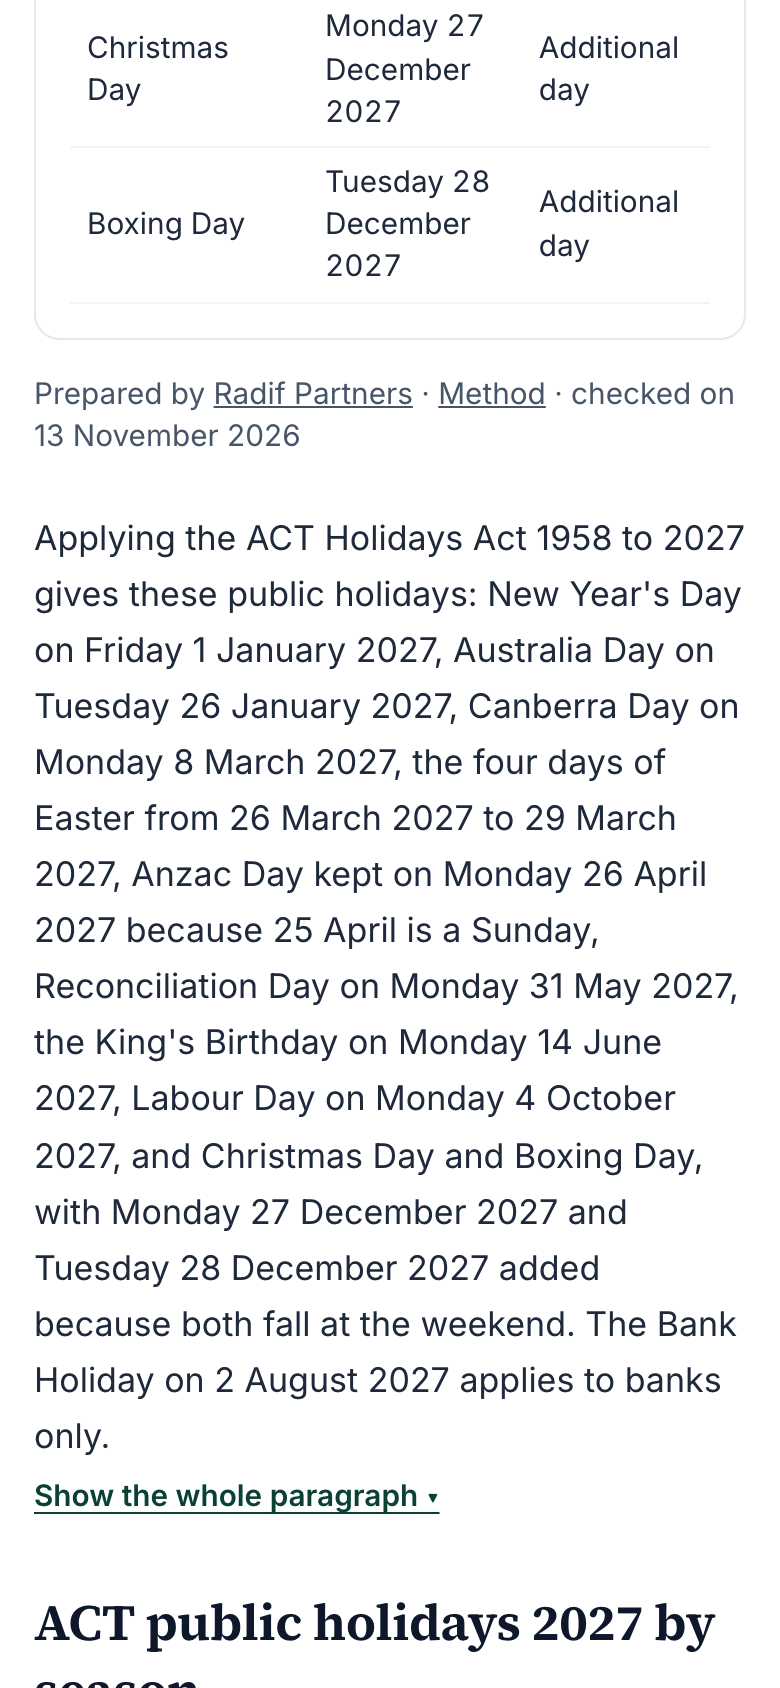 Christmas Day
Monday 27 December 2027
Additional day
Boxing Day
Tuesday 28 December 2027
Additional day
Prepared by Radif Partners · Method · checked on
13 November 2026
Applying the ACT Holidays Act 1958 to 2027
gives these public holidays: New Year's Day
on Friday 1 January 2027, Australia Day on
Tuesday 26 January 2027, Canberra Day on
Monday 8 March 2027, the four days of
Easter from 26 March 2027 to 29 March
2027, Anzac Day kept on Monday 26 April
2027 because 25 April is a Sunday,
Reconciliation Day on Monday 31 May 2027,
the King's Birthday on Monday 14 June
2027, Labour Day on Monday 4 October
2027, and Christmas Day and Boxing Day,
with Monday 27 December 2027 and
Tuesday 28 December 2027 added
because both fall at the weekend. The Bank
Holiday on 2 August 2027 applies to banks
only.
Show the whole paragraph ▾
ACT public holidays 2027 by
season